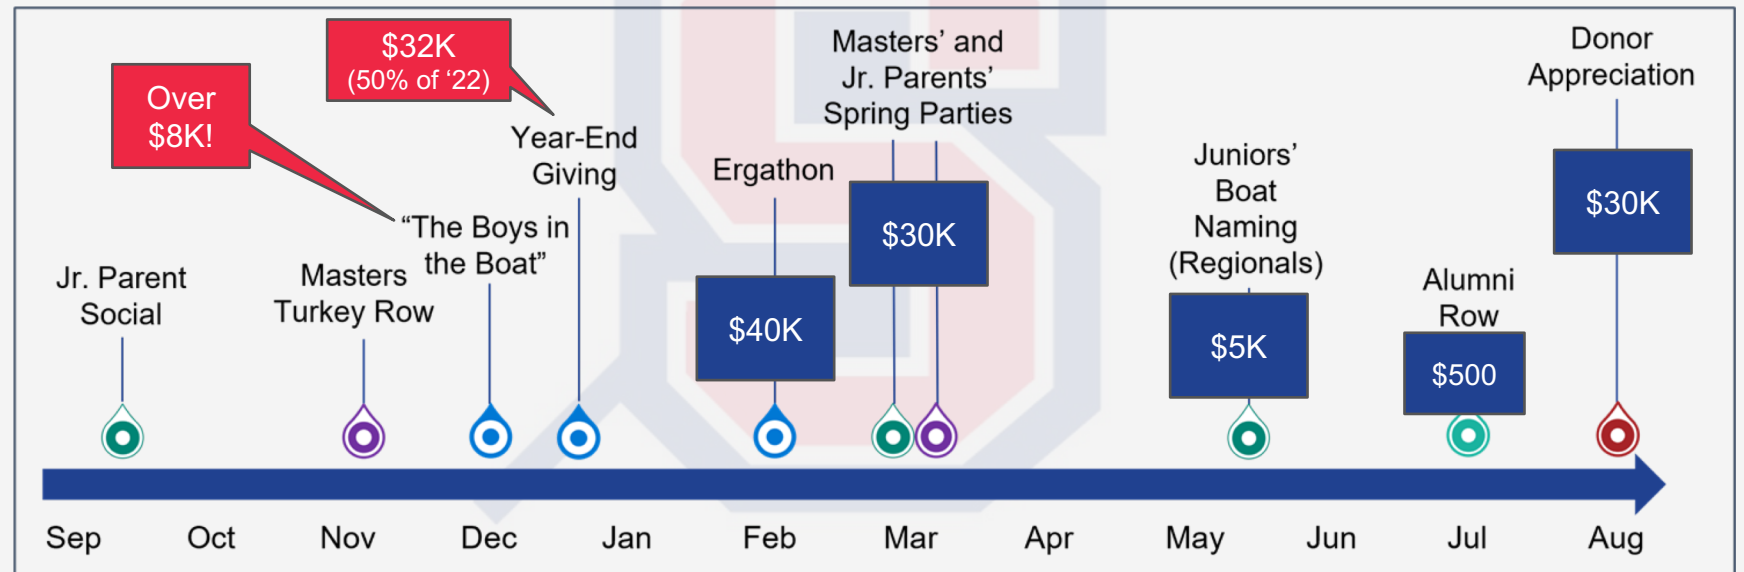 Over
$8K!
$32K
(50% of ‘22)
Jr. Parent
Social
Masters
Turkey Row
“The Boys in
the Boat”
Year-End
Giving
Ergathon
$40K
Masters’ and
Jr. Parents’
Spring Parties
$30K
Juniors’
Boat
Naming
(Regionals)
$5K
Alumni
Row
$500
Donor
Appreciation
$30K
Sep Oct Nov Dec Jan Feb Mar Apr May Jun Jul Aug